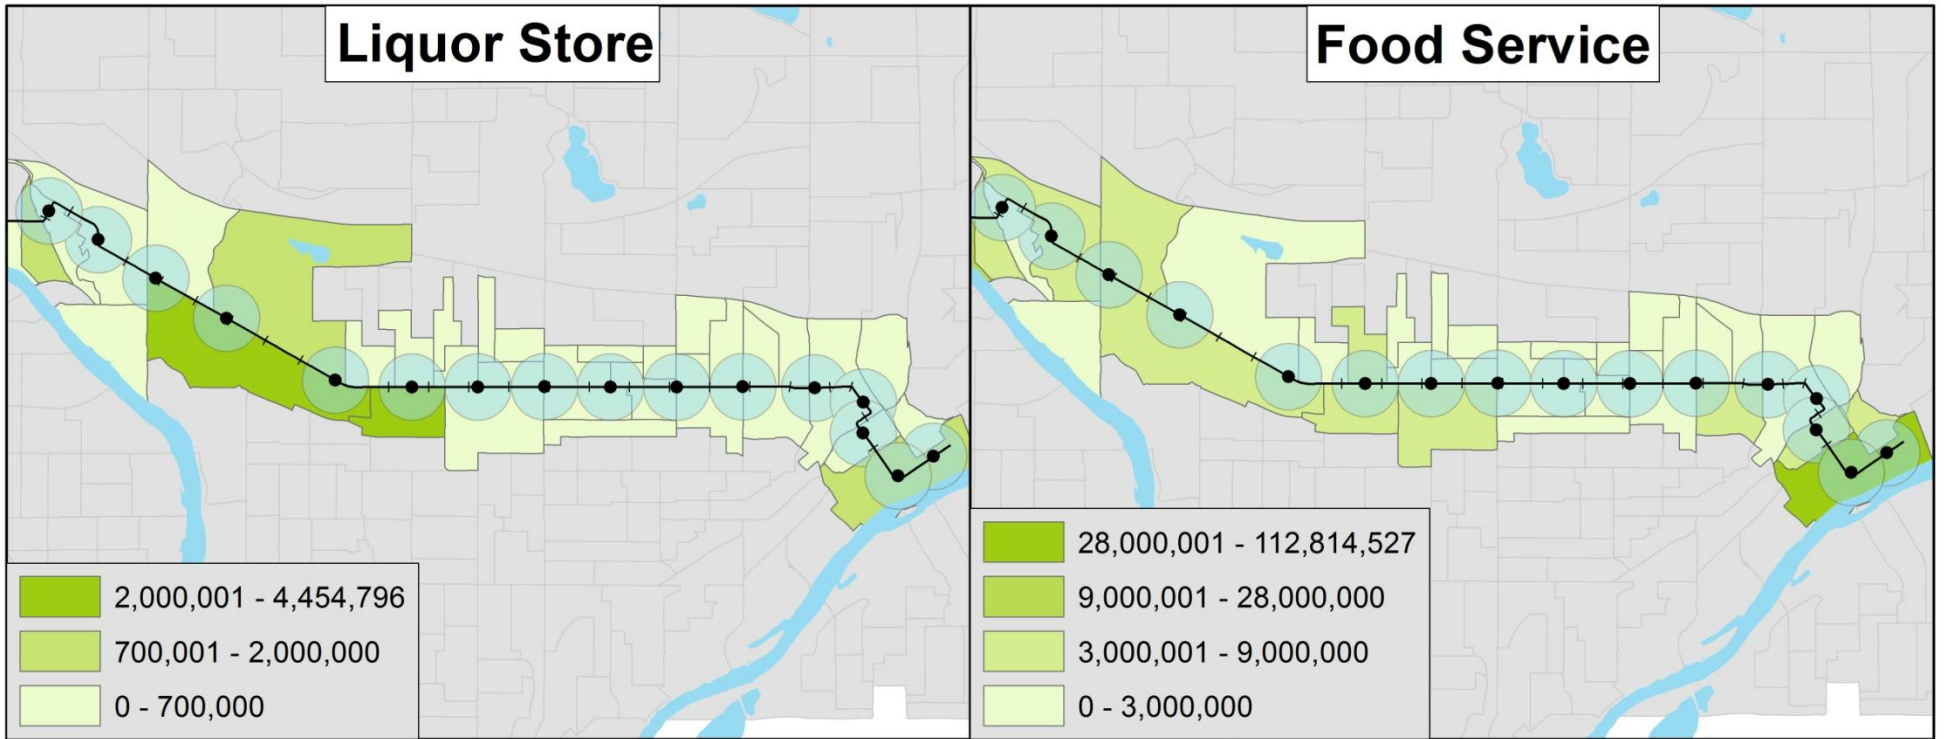 Liquor Store
2,000,001 - 4,454,796
700,001 - 2,000,000
0 - 700,000
Food Service
28,000,001 - 112,814,527
9,000,001 - 28,000,000
3,000,001 - 9,000,000
0 - 3,000,000